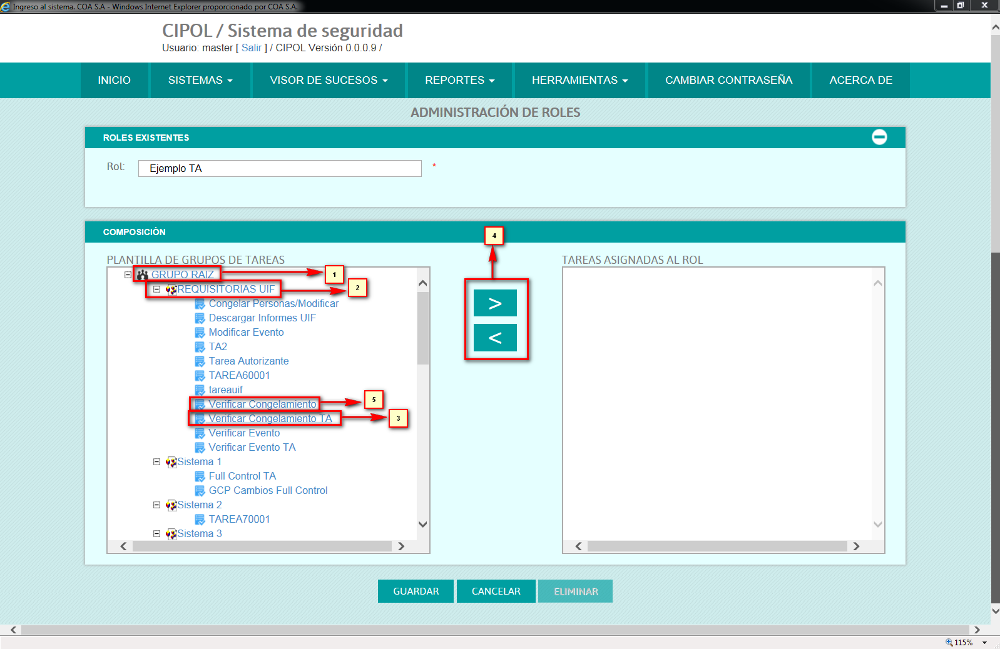 Ingreso al sistema. COA S.A - Windows Internet Explorer proporcionado por COA S.A.
CIPOL / Sistema de seguridad
Usuario: master [ Salir ] / CIPOL Versión 0.0.0.9 /
INICIO SISTEMAS VISOR DE SUCESOS REPORTES HERRAMIENTAS CAMBIAR CONTRASEÑA ACERCA DE
ADMINISTRACIÓN DE ROLES
ROLES EXISTENTES
Rol: Ejemplo TA *
COMPOSICIÓN
4
PLANTILLA DE GRUPOS DE TAREAS
TAREAS ASIGNADAS AL ROL
GRUPO RAIZ 1
REQUISITORIAS UIF 2
Congelar Personas/Modificar
Descargar Informes UIF
Modificar Evento
TA2
Tarea Autorizante
TAREA60001
tareauif
Verificar Congelamiento 5
Verificar Congelamiento TA 3
Verificar Evento
Verificar Evento TA
Sistema 1
Full Control TA
GCP Cambios Full Control
Sistema 2
TAREA70001
Sistema 3
>
<
GUARDAR CANCELAR ELIMINAR
115%